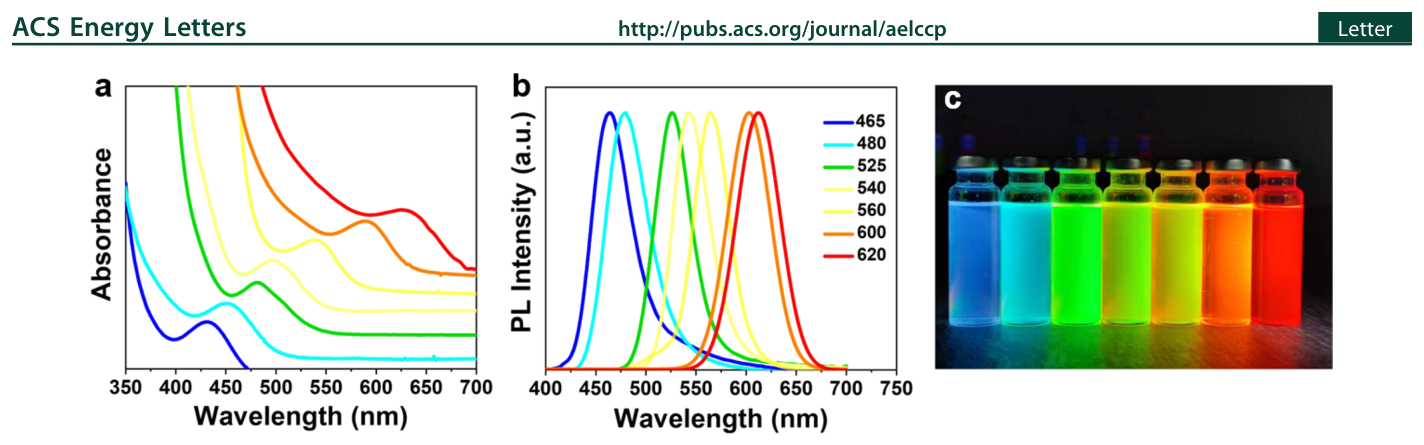 ACS Energy Letters
http://pubs.acs.org/journal/aelccp
Letter
a
Absorbance
350 400 450 500 550 600 650 700
Wavelength (nm)
b
PL Intensity (a.u.)
465
480
525
540
560
600
620
400 450 500 550 600 650 700 750
Wavelength (nm)
c